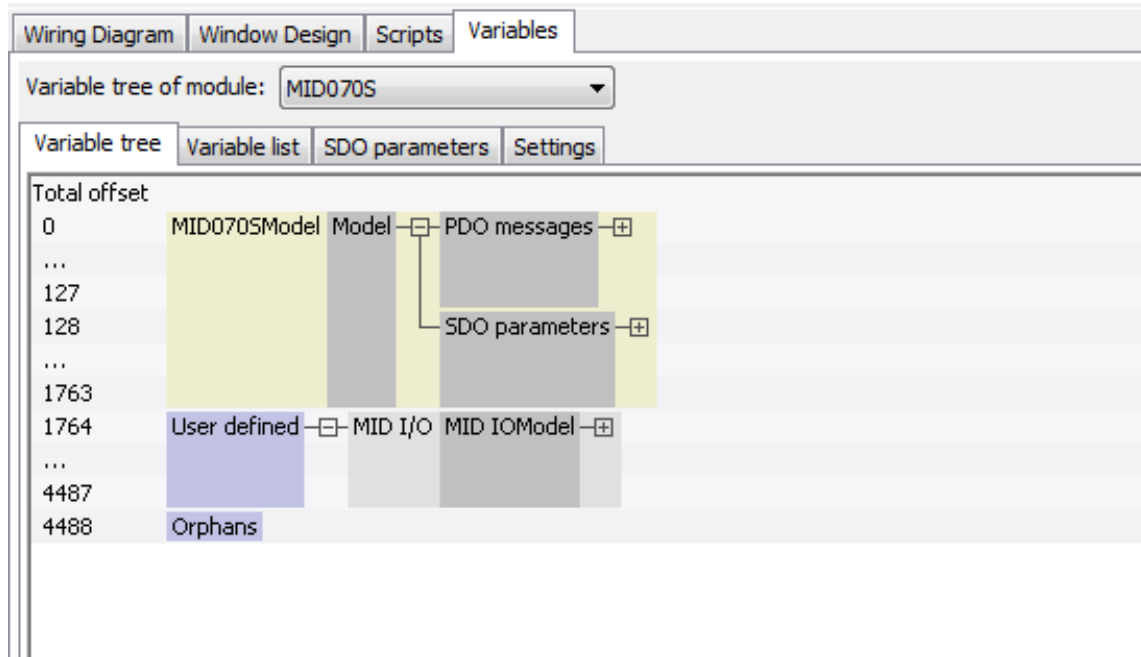 Wiring Diagram Window Design Scripts Variables
Variable tree of module: MID070S
Variable tree Variable list SDO parameters Settings
Total offset
0 MID070SModel Model PDO messages
...
127
128 SDO parameters
...
1763
1764 User defined MID I/O MID IOModel
...
4487
4488 Orphans